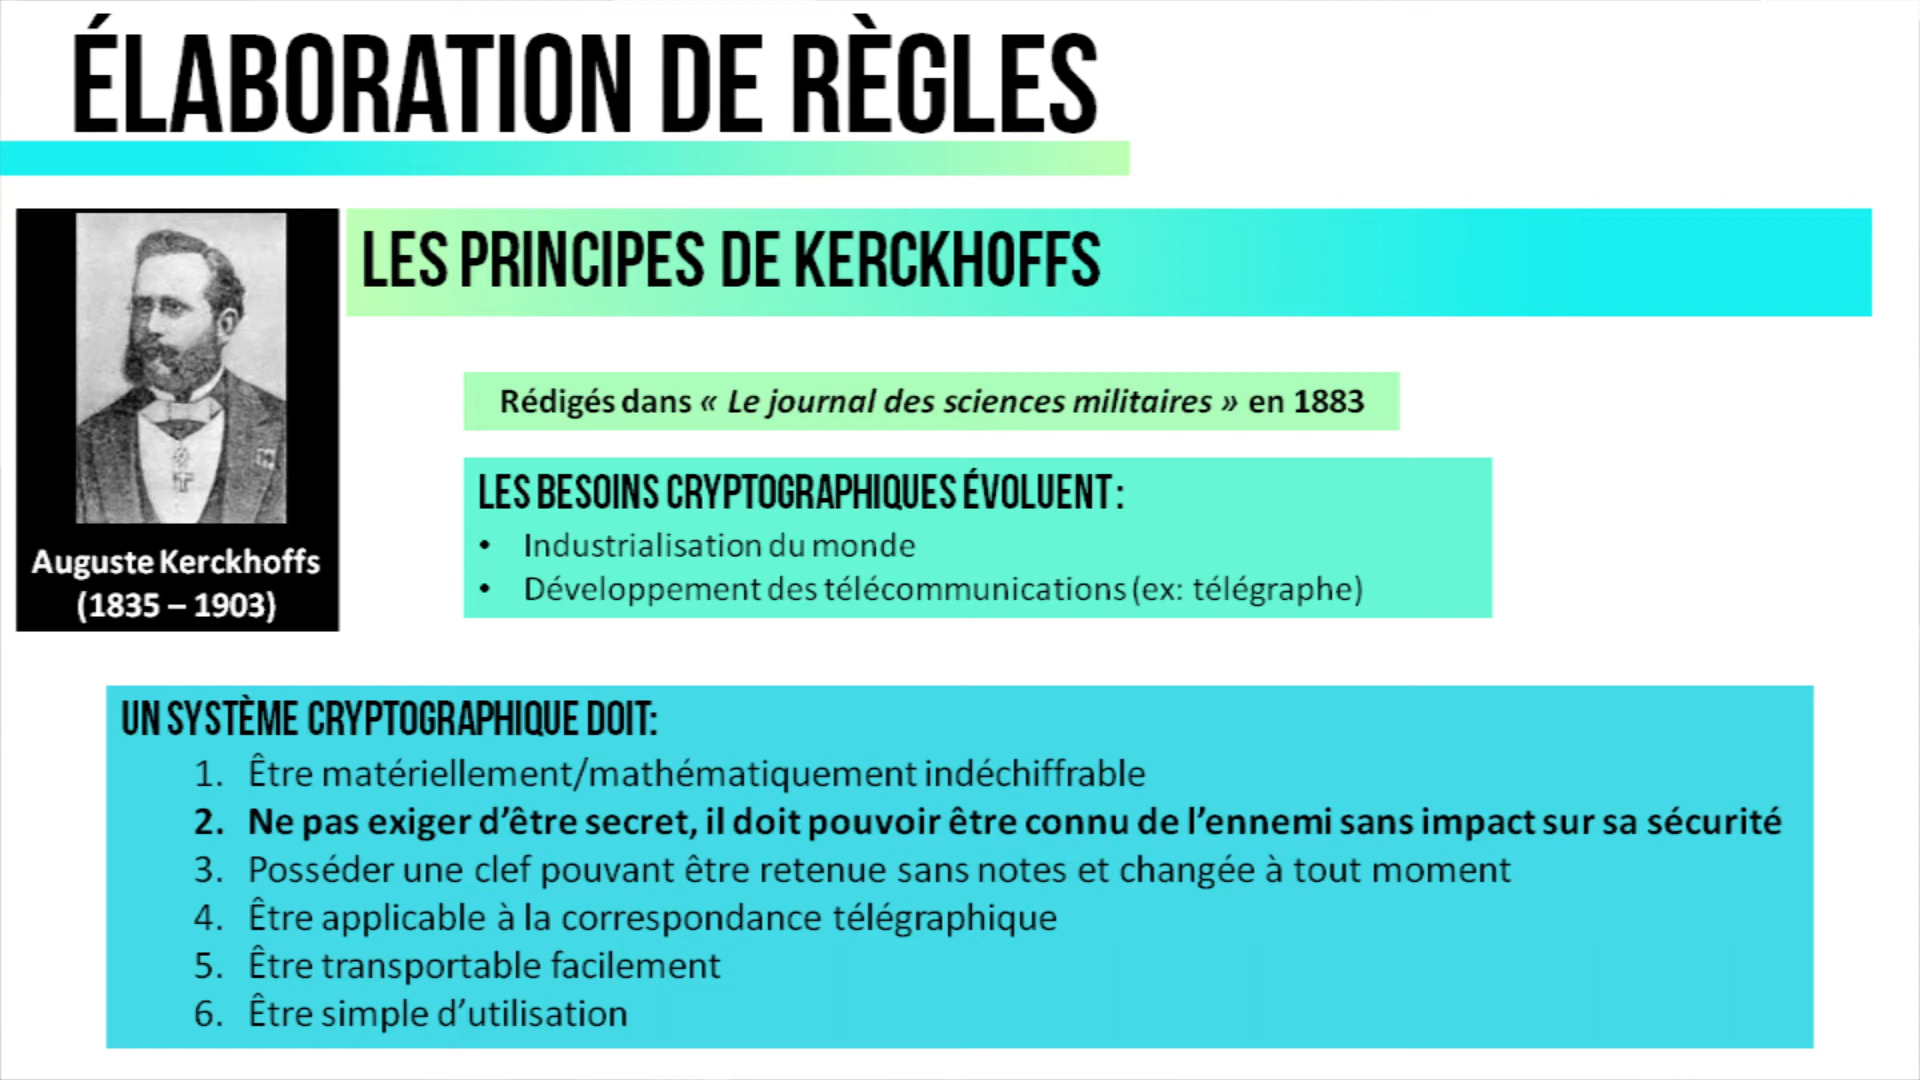 ÉLABORATION DE RÈGLES
LES PRINCIPES DE KERCKHOFFS
Auguste Kerckhoffs
(1835 – 1903)
Rédigés dans « Le journal des sciences militaires » en 1883
LES BESOINS CRYPTOGRAPHIQUES ÉVOLUENT :
• Industrialisation du monde
• Développement des télécommunications (ex: télégraphe)
UN SYSTÈME CRYPTOGRAPHIQUE DOIT:
1. Être matériellement/mathématiquement indéchiffrable
2. Ne pas exiger d’être secret, il doit pouvoir être connu de l’ennemi sans impact sur sa sécurité
3. Posséder une clef pouvant être retenue sans notes et changée à tout moment
4. Être applicable à la correspondance télégraphique
5. Être transportable facilement
6. Être simple d’utilisation